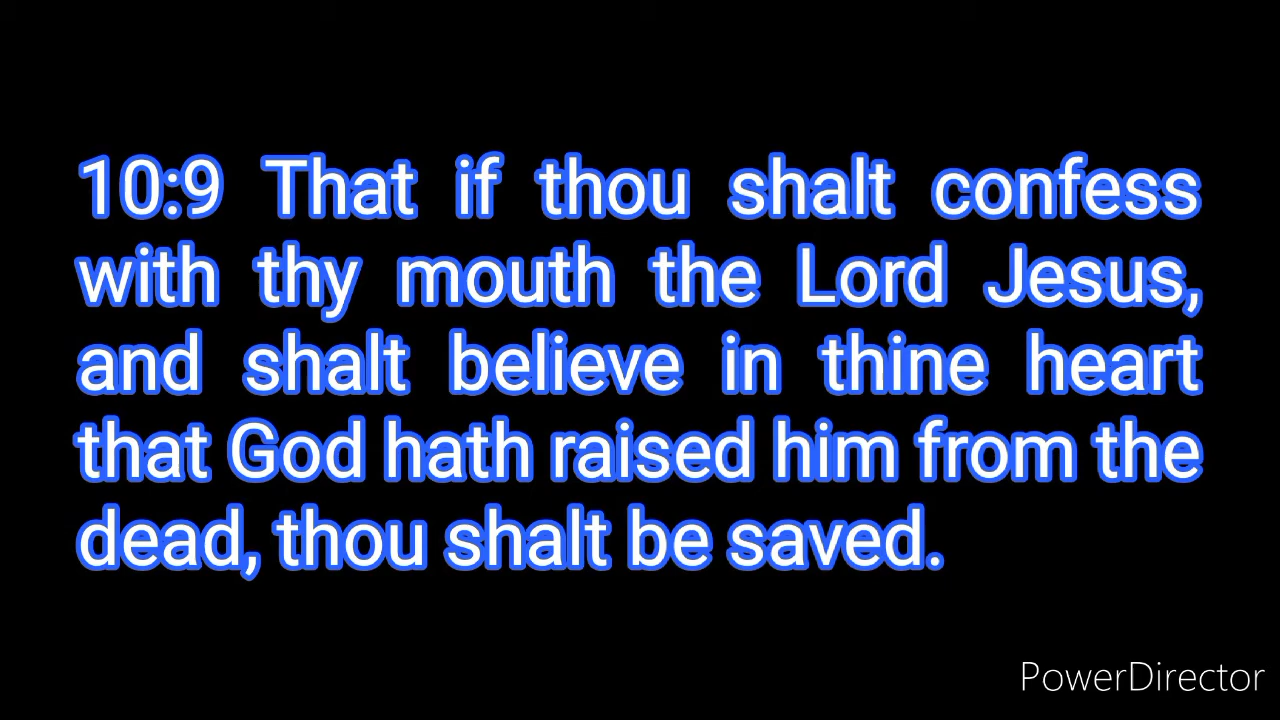 10:9 That if thou shalt confess
with thy mouth the Lord Jesus,
and shalt believe in thine heart
that God hath raised him from the
dead, thou shalt be saved.
PowerDirector